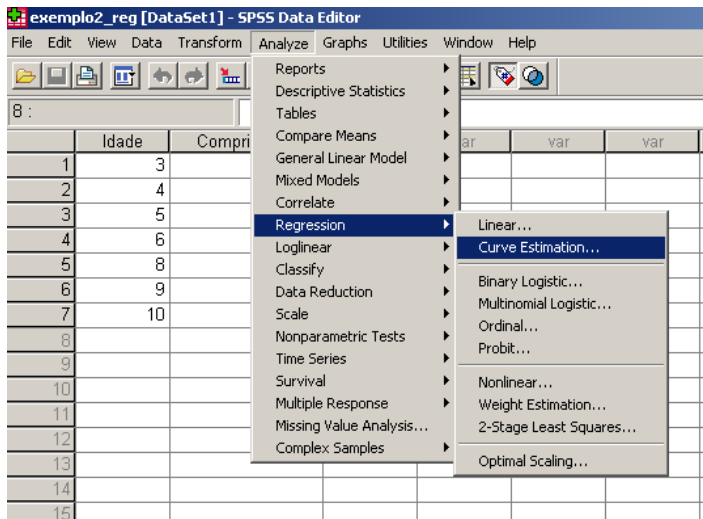 exemplo2_reg [DataSet1] - SPSS Data Editor
File Edit View Data Transform Analyze Graphs Utilities Window Help
8 :
Idade Compri ar var var
1 3
2 4
3 5
4 6
5 8
6 9
7 10
8
9
10
11
12
13
14
15
Reports
Descriptive Statistics
Tables
Compare Means
General Linear Model
Mixed Models
Correlate
Regression
Loglinear
Classify
Data Reduction
Scale
Nonparametric Tests
Time Series
Survival
Multiple Response
Missing Value Analysis...
Complex Samples
Linear...
Curve Estimation...
Binary Logistic...
Multinomial Logistic...
Ordinal...
Probit...
Nonlinear...
Weight Estimation...
2-Stage Least Squares...
Optimal Scaling...